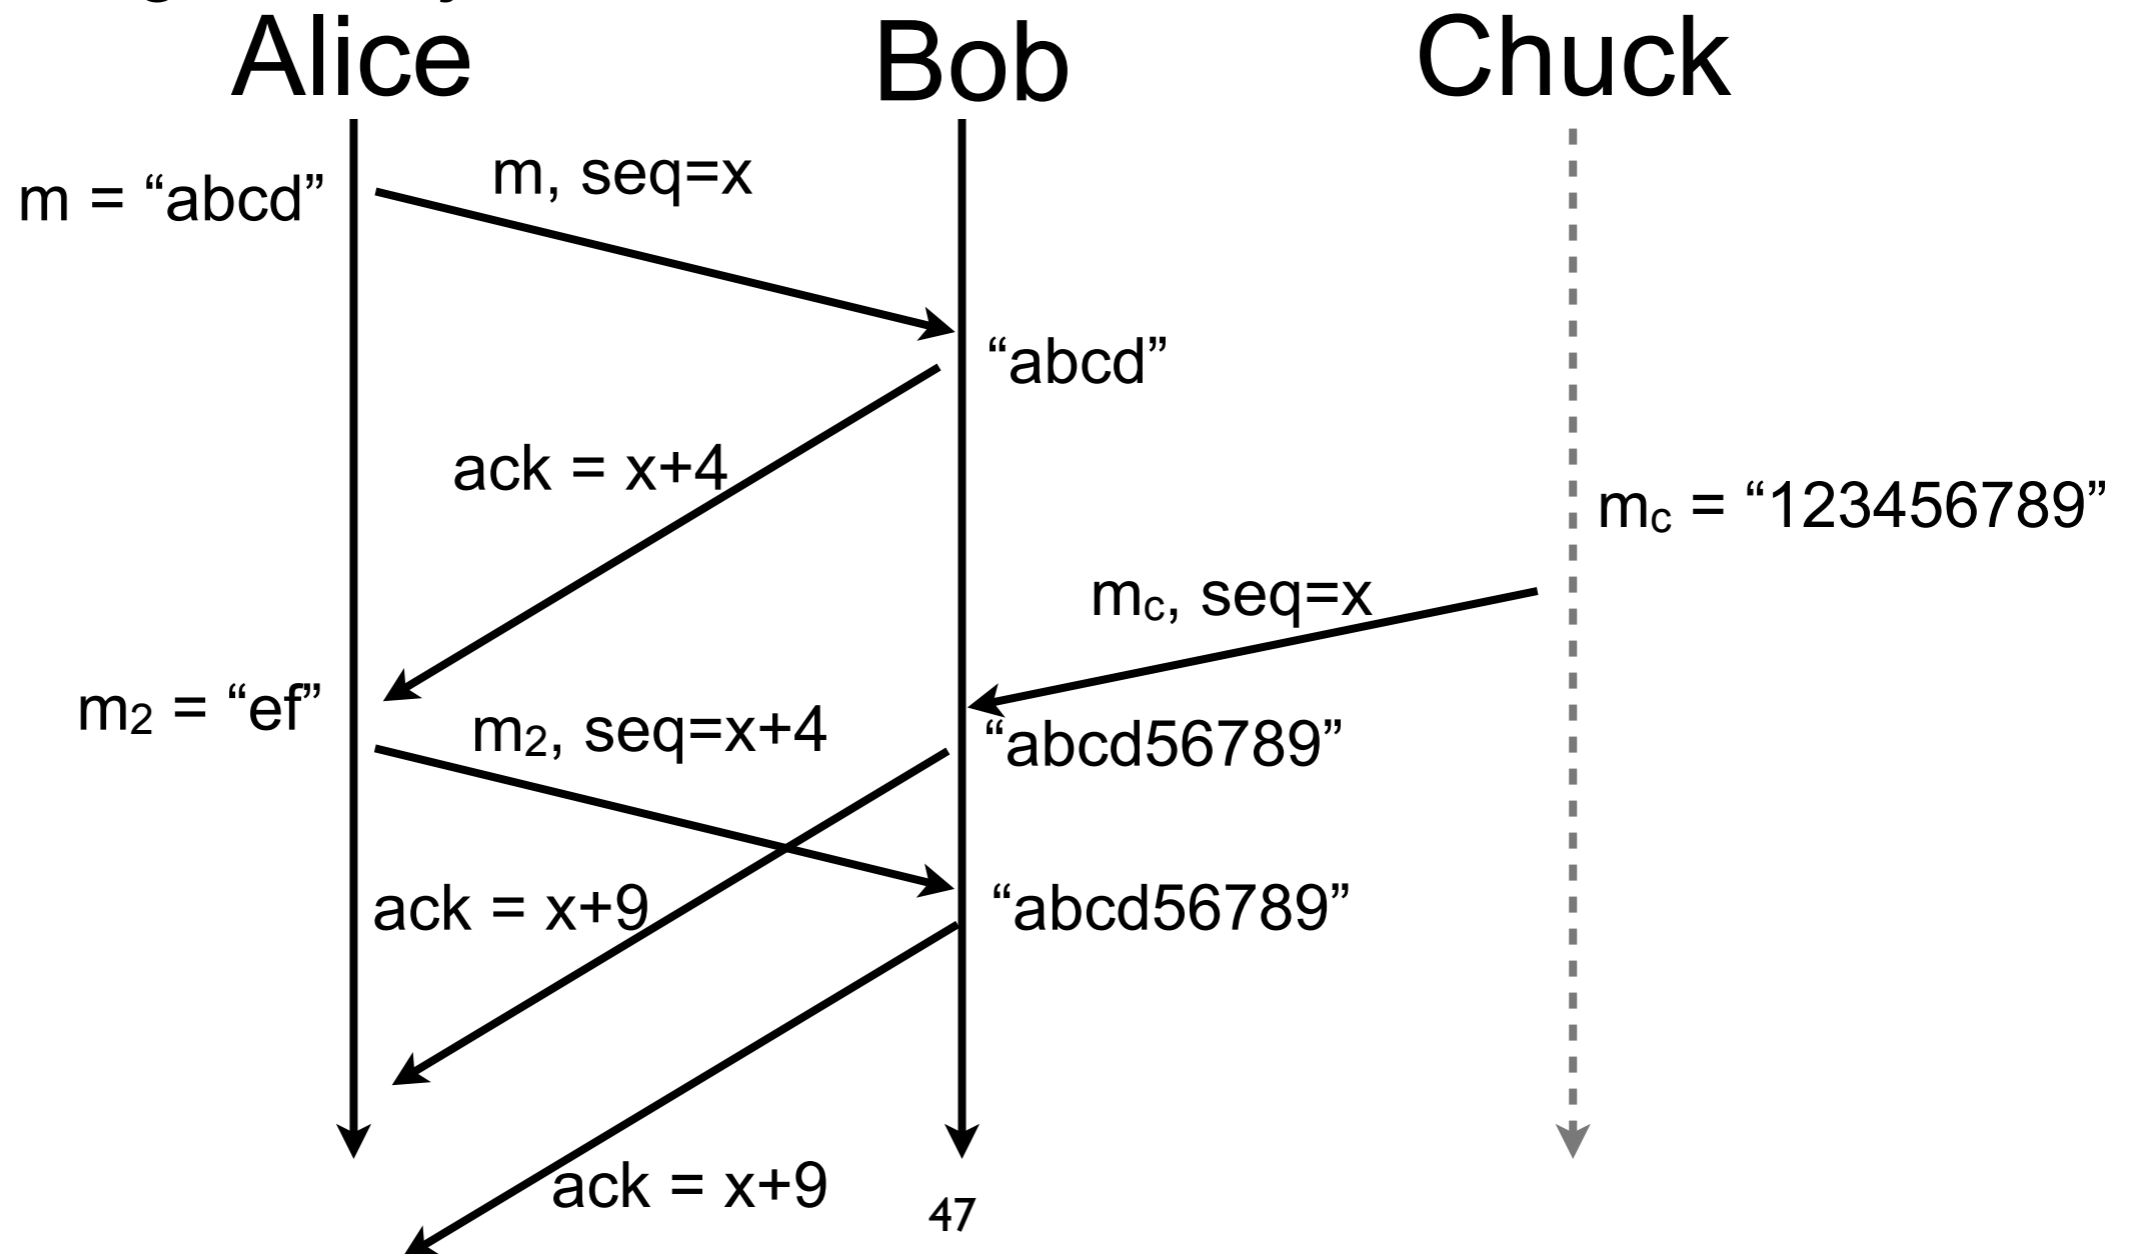 Alice
Bob
Chuck
m = “abcd”
m, seq=x
“abcd”
ack = x+4
mc = “123456789”
mc, seq=x
m2 = “ef”
m2, seq=x+4
“abcd56789”
ack = x+9
“abcd56789”
ack = x+9
47